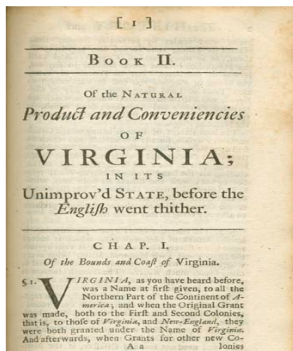 [ 1 ]
BOOK II.
Of the NATURAL
Product and Conveniencies
OF
VIRGINIA;
IN ITS
Unimprov'd STATE, before the
Engliſh went thither.
CHAP. I.
Of the Bounds and Coaſt of Virginia.
§ 1. VIRGINIA, as you have heard before,
was a Name at firſt given, to all the
Northern Part of the Continent of A-
merica; and when the Original Grant
was made, both to the Firſt and Second Colonies,
that is, to thoſe of Virginia, and New-England, they
were both granted under the Name of Virginia.
And afterwards, when Grants for other new Co-
A a lonies